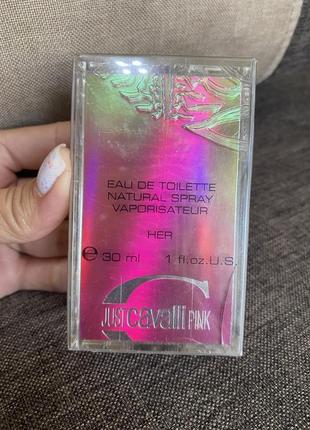 EAU DE TOILETTE
NATURAL SPRAY
VAPORISATEUR
HER
e 30 ml 1 fl.oz.U.S.
JUST cavalli PINK